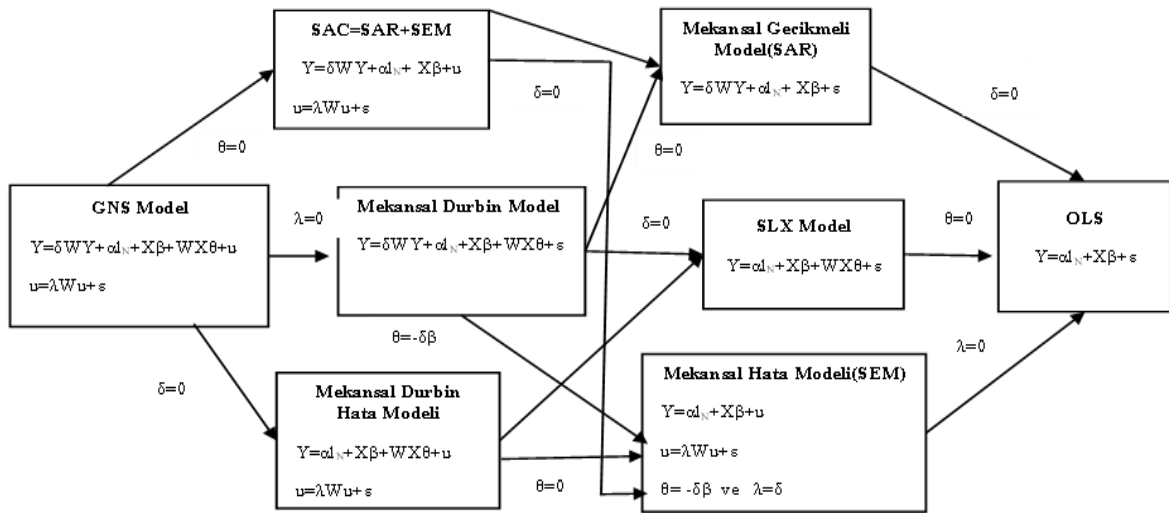 SAC=SAR+SEM
Y=δWY+αl_N+ Xβ+u
u=λWu+ε
Mekansal Gecikmeli
Model(SAR)
Y=δWY+αl_N+ Xβ+ε
δ=0
δ=0
θ=0
θ=0
GNS Model
Y=δWY+αl_N+Xβ+WXθ+u
u=λWu+ε
λ=0
Mekansal Durbin Model
Y=δWY+αl_N+Xβ+WXθ+ε
δ=0
SLX Model
Y=αl_N+Xβ+WXθ+ε
θ=0
OLS
Y=αl_N+Xβ+ε
θ=-δβ
λ=0
δ=0
Mekansal Durbin
Hata Modeli
Y=αl_N+Xβ+WXθ+u
u=λWu+ε
θ=0
Mekansal Hata Modeli(SEM)
Y=αl_N+Xβ+u
u=λWu+ε
θ= -δβ ve λ=δ